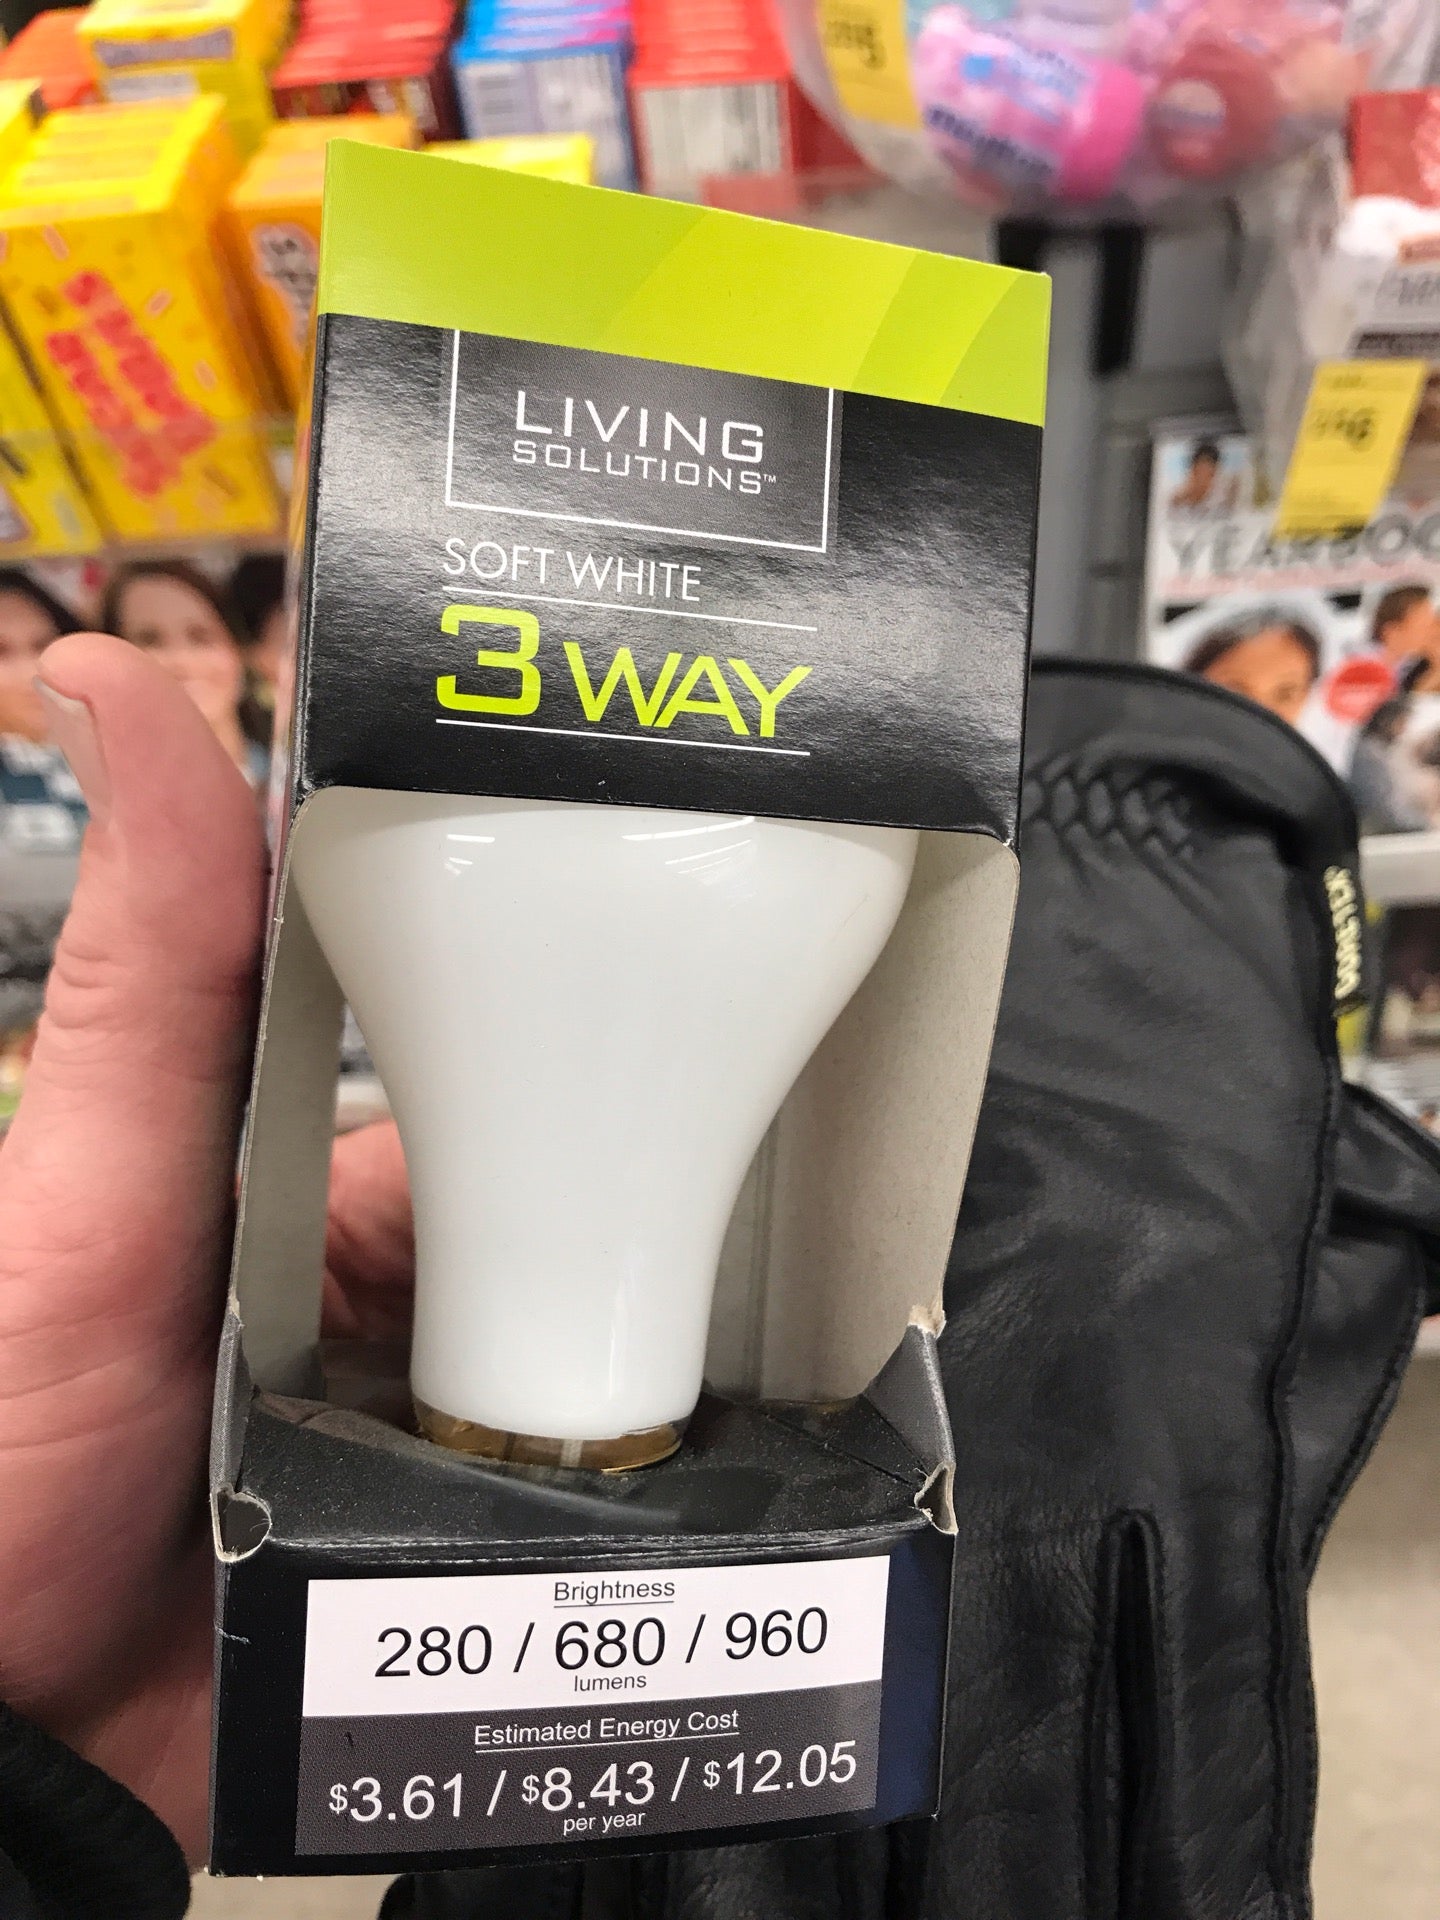 LIVING
SOLUTIONS™
SOFT WHITE
3 WAY
YEARBOO
Brightness
280 / 680 / 960
lumens
Estimated Energy Cost
$3.61 / $8.43 / $12.05
per year